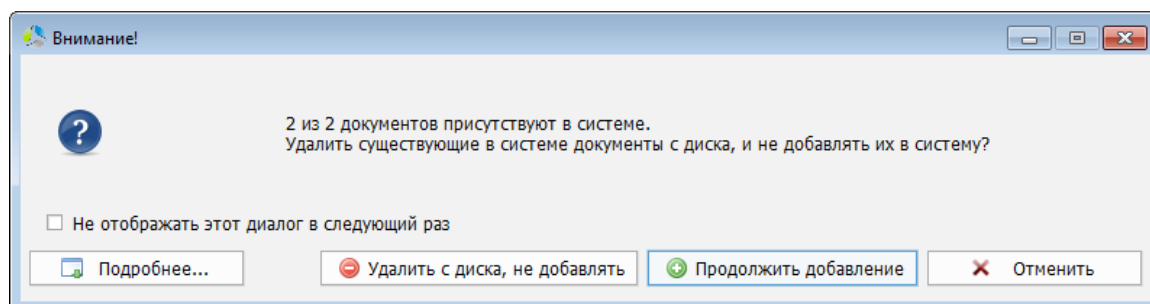 Внимание!
2 из 2 документов присутствуют в системе.
Удалить существующие в системе документы с диска, и не добавлять их в систему?
Не отображать этот диалог в следующий раз
Подробнее... Удалить с диска, не добавлять Продолжить добавление Отменить